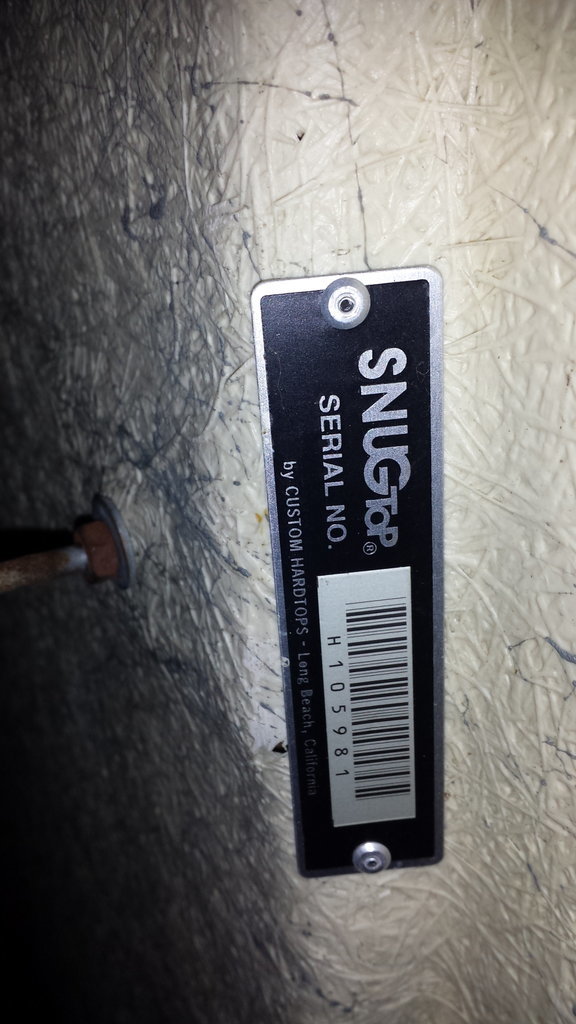 SNUGTOP®
SERIAL NO.
H105981
by CUSTOM HARDTOPS - Long Beach, California